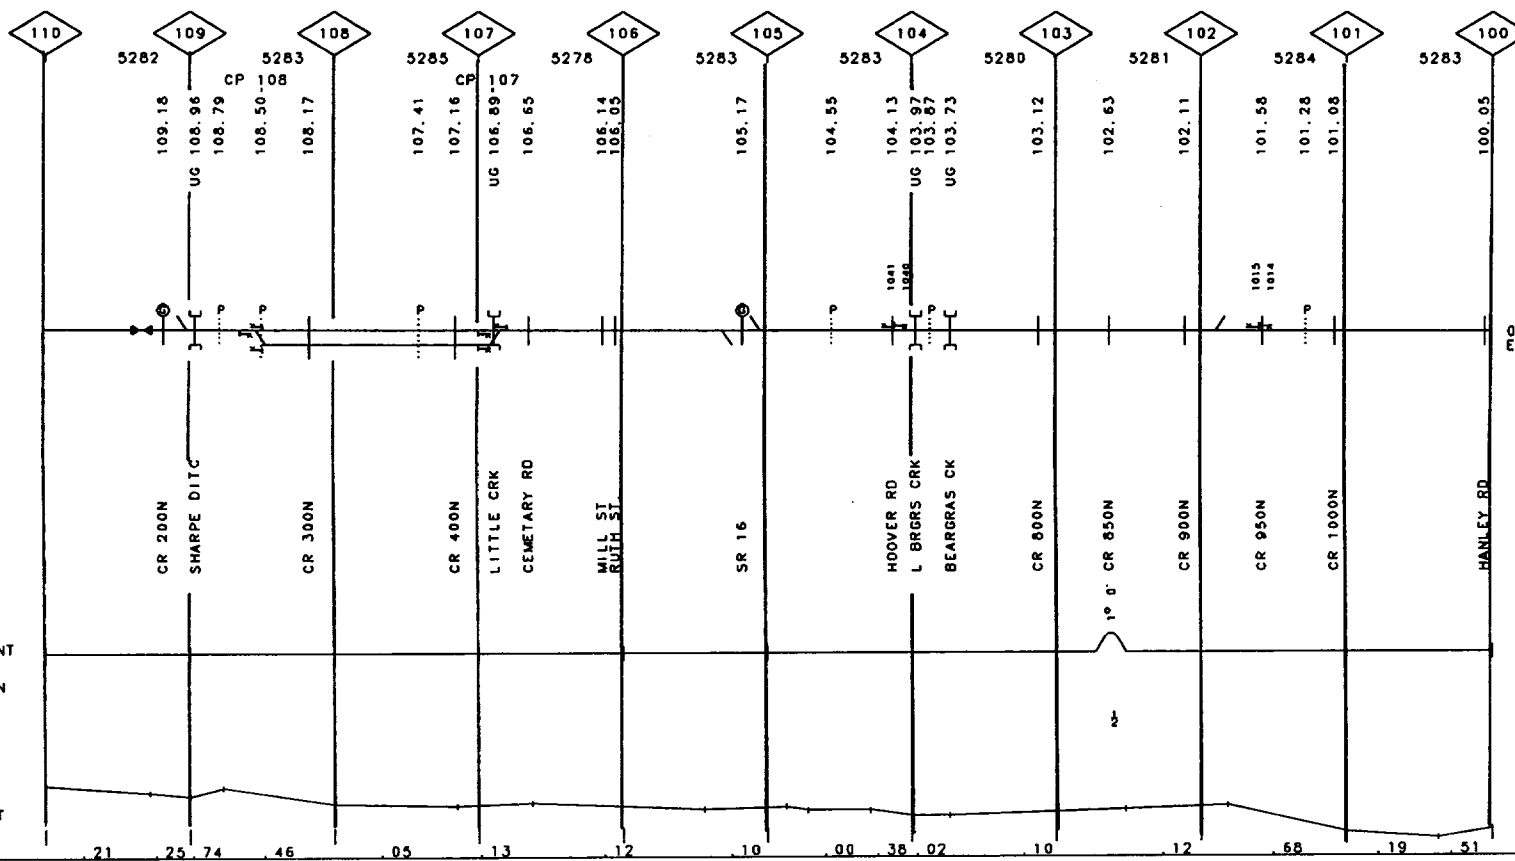 110 109 108 107 106 105 104 103 102 101 100
5282 5283 5285 5278 5283 5283 5280 5281 5284 5283
CP 108 CP 107
109.18
UG 108.96
108.79
108.50
108.17
107.41
107.16
UG 106.89
106.65
106.14
106.05
105.17
104.55
104.13
UG 103.97
103.87
UG 103.73
103.12
102.63
102.11
101.58
101.28
101.08
100.05
1041
1040
1015
1014
P P P P P P
G G
CR 200N
SHARPE DITC
CR 300N
CR 400N
LITTLE CRK
CEMETARY RD
MILL ST
RUTH ST
SR 16
HOOVER RD
L BRGRS CRK
BEARGRAS CK
CR 800N
CR 850N
CR 900N
CR 950N
CR 1000N
HANLEY RD
1° 0'
NT
N
1/2
T
.21 .25 .74 .46 .05 .13 .12 .10 .00 .38 .02 .10 .12 .68 .19 .51